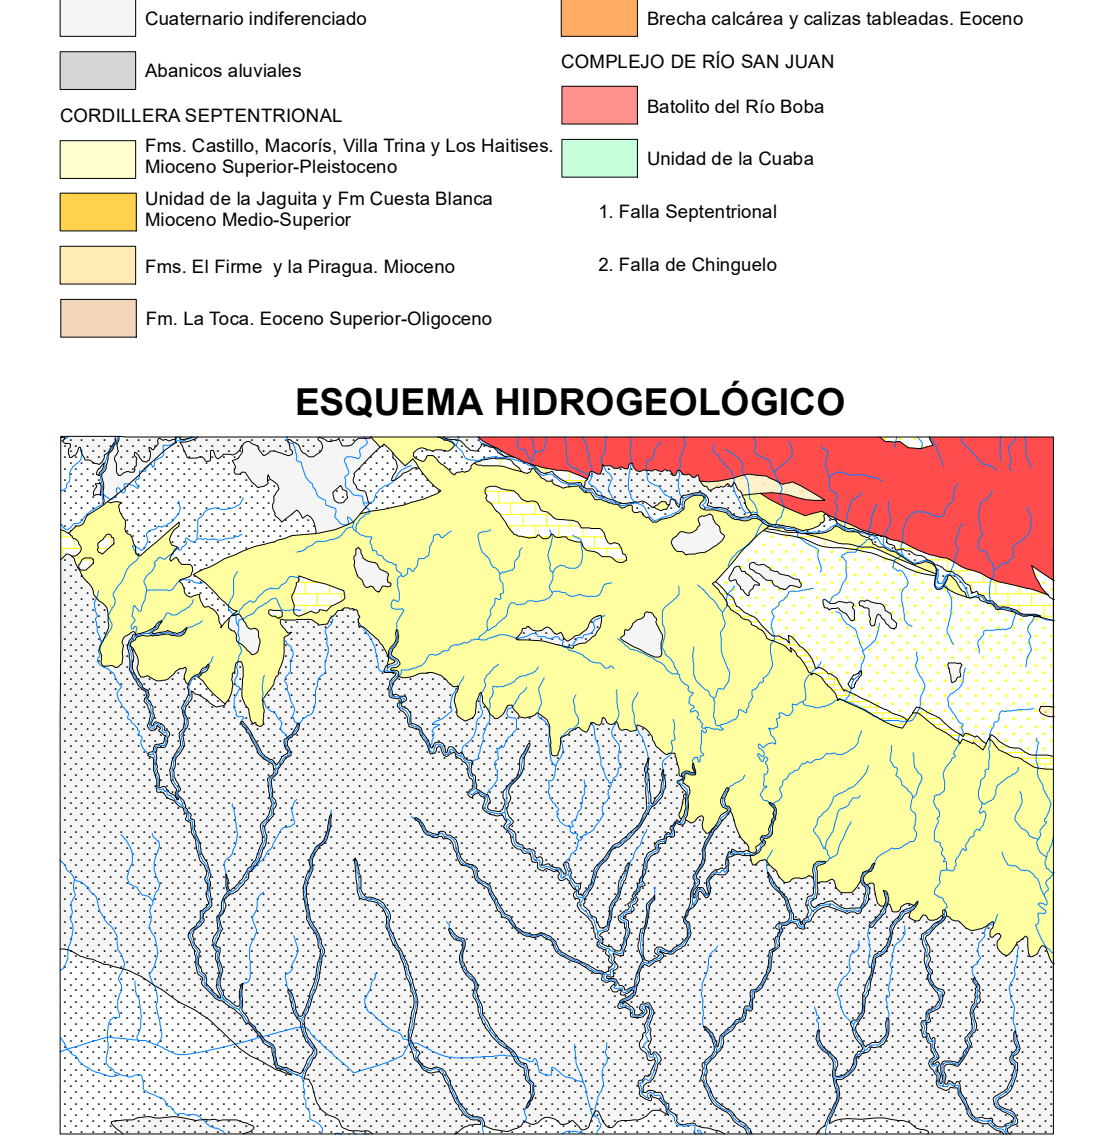 Cuaternario indiferenciado
Abanicos aluviales
CORDILLERA SEPTENTRIONAL
Fms. Castillo, Macorís, Villa Trina y Los Haitises.
Mioceno Superior-Pleistoceno
Unidad de la Jaguita y Fm Cuesta Blanca
Mioceno Medio-Superior
Fms. El Firme y la Piragua. Mioceno
Fm. La Toca. Eoceno Superior-Oligoceno
Brecha calcárea y calizas tableadas. Eoceno
COMPLEJO DE RÍO SAN JUAN
Batolito del Río Boba
Unidad de la Cuaba
1. Falla Septentrional
2. Falla de Chinguelo
ESQUEMA HIDROGEOLÓGICO